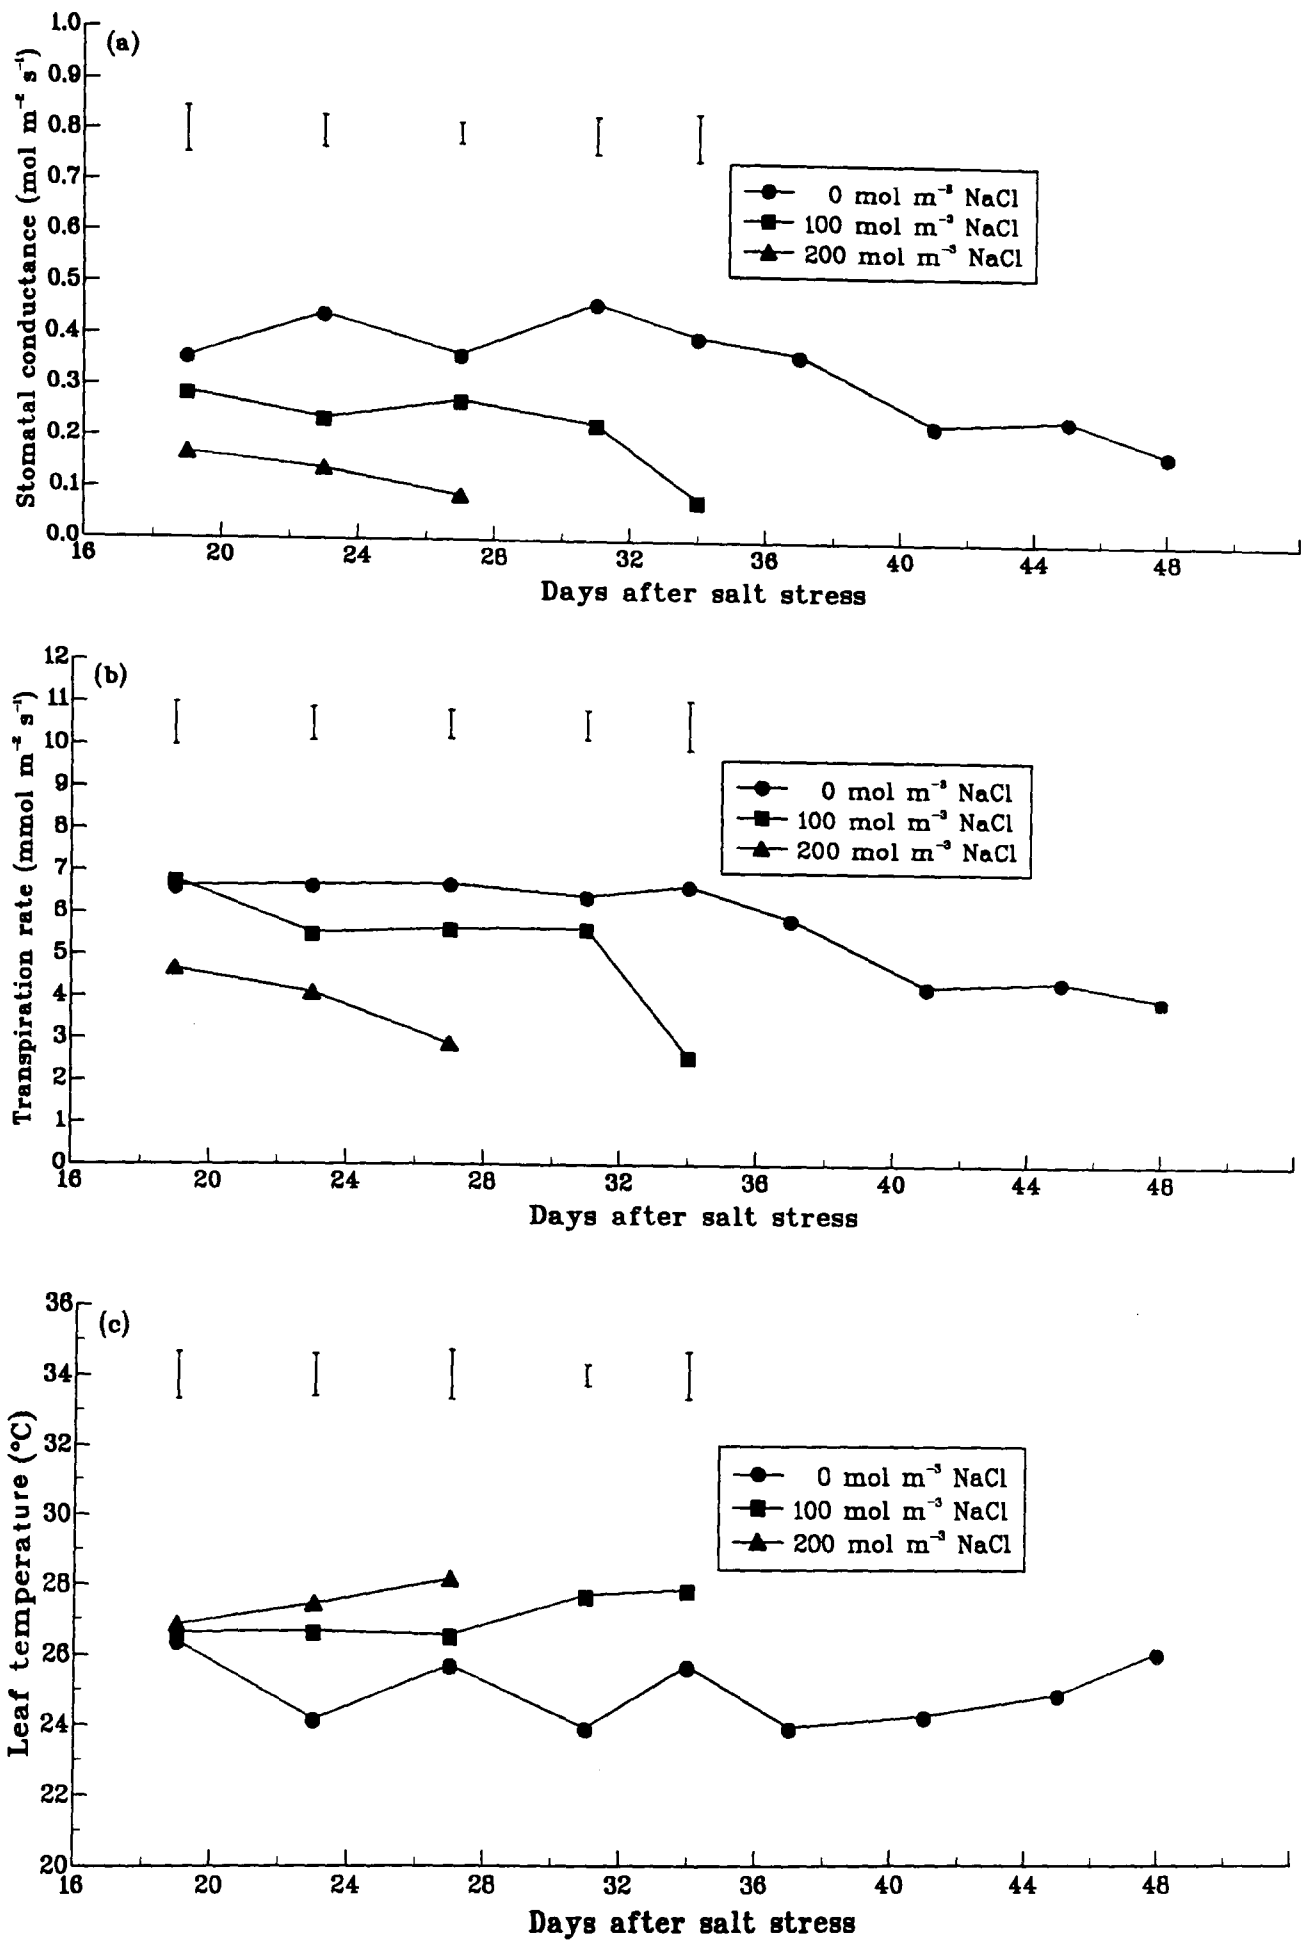 (a)
Stomatal conductance (mol m⁻² s⁻¹)
1.0
0.9
0.8
0.7
0.6
0.5
0.4
0.3
0.2
0.1
0.0
0 mol m⁻³ NaCl
100 mol m⁻³ NaCl
200 mol m⁻³ NaCl
16 20 24 28 32 36 40 44 48
Days after salt stress
(b)
Transpiration rate (mmol m⁻² s⁻¹)
12
11
10
9
8
7
6
5
4
3
2
1
0
0 mol m⁻³ NaCl
100 mol m⁻³ NaCl
200 mol m⁻³ NaCl
16 20 24 28 32 36 40 44 48
Days after salt stress
(c)
Leaf temperature (°C)
36
34
32
30
28
26
24
22
20
0 mol m⁻³ NaCl
100 mol m⁻³ NaCl
200 mol m⁻³ NaCl
16 20 24 28 32 36 40 44 48
Days after salt stress